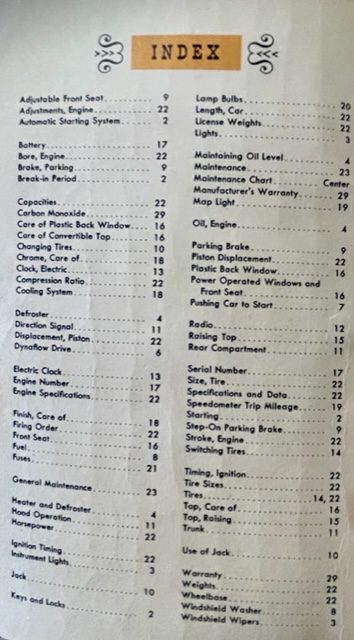 INDEX
Adjustable Front Seat.......... 9
Adjustments, Engine.......... 22
Automatic Starting System.......... 2
Battery.......... 17
Bore, Engine.......... 22
Brake, Parking.......... 9
Break-in Period.......... 2
Capacities.......... 22
Carbon Monoxide.......... 29
Care of Plastic Back Window.......... 16
Care of Convertible Top.......... 16
Changing Tires.......... 10
Chrome, Care of.......... 18
Clock, Electric.......... 13
Compression Ratio.......... 22
Cooling System.......... 18
Defroster.......... 4
Direction Signal.......... 11
Displacement, Piston.......... 22
Dynaflow Drive.......... 6
Electric Clock.......... 13
Engine Number.......... 17
Engine Specifications.......... 22
Finish, Care of.......... 18
Firing Order.......... 22
Front Seat.......... 16
Fuel.......... 8
Fuses.......... 21
General Maintenance.......... 23
Heater and Defroster.......... 4
Hood Operation.......... 11
Horsepower.......... 22
Ignition Timing.......... 22
Instrument Lights.......... 3
Jack.......... 10
Keys and Locks.......... 2
Lamp Bulbs.......... 20
Length, Car.......... 22
License Weights.......... 22
Lights.......... 3
Maintaining Oil Level.......... 4
Maintenance.......... 23
Maintenance Chart.......... Center
Manufacturer's Warranty.......... 29
Map Light.......... 19
Oil, Engine.......... 4
Parking Brake.......... 9
Piston Displacement.......... 22
Plastic Back Window.......... 16
Power Operated Windows and
Front Seat.......... 16
Pushing Car to Start.......... 7
Radio.......... 12
Raising Top.......... 15
Rear Compartment.......... 11
Serial Number.......... 17
Size, Tire.......... 22
Specifications and Data.......... 22
Speedometer Trip Mileage.......... 19
Starting.......... 2
Step-On Parking Brake.......... 9
Stroke, Engine.......... 22
Switching Tires.......... 14
Timing, Ignition.......... 22
Tire Sizes.......... 22
Tires.......... 14, 22
Top, Care of.......... 16
Top, Raising.......... 15
Trunk.......... 11
Use of Jack.......... 10
Warranty.......... 29
Weights.......... 22
Wheelbase.......... 22
Windshield Washer.......... 8
Windshield Wipers.......... 3